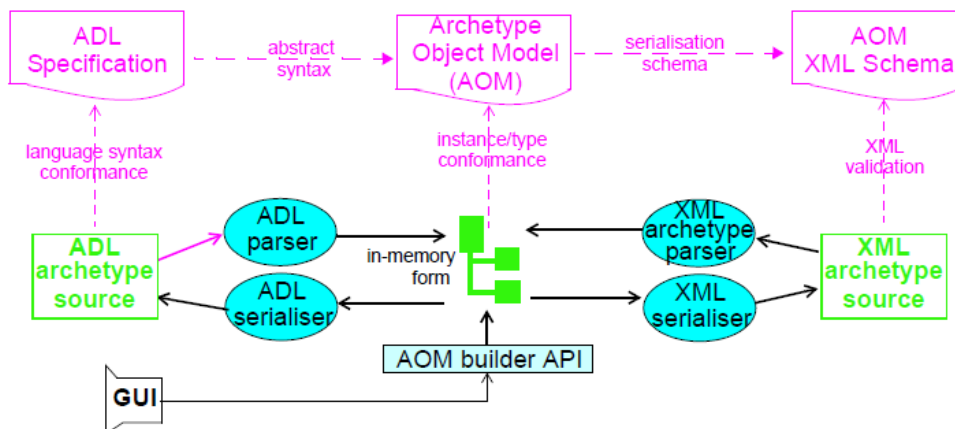 ADL
Specification
abstract
syntax
Archetype
Object Model
(AOM)
serialisation
schema
AOM
XML Schema
language syntax
conformance
instance/type
conformance
XML
validation
ADL
archetype
source
ADL
parser
in-memory
form
XML
archetype
parser
XML
archetype
source
ADL
serialiser
XML
serialiser
AOM builder API
GUI